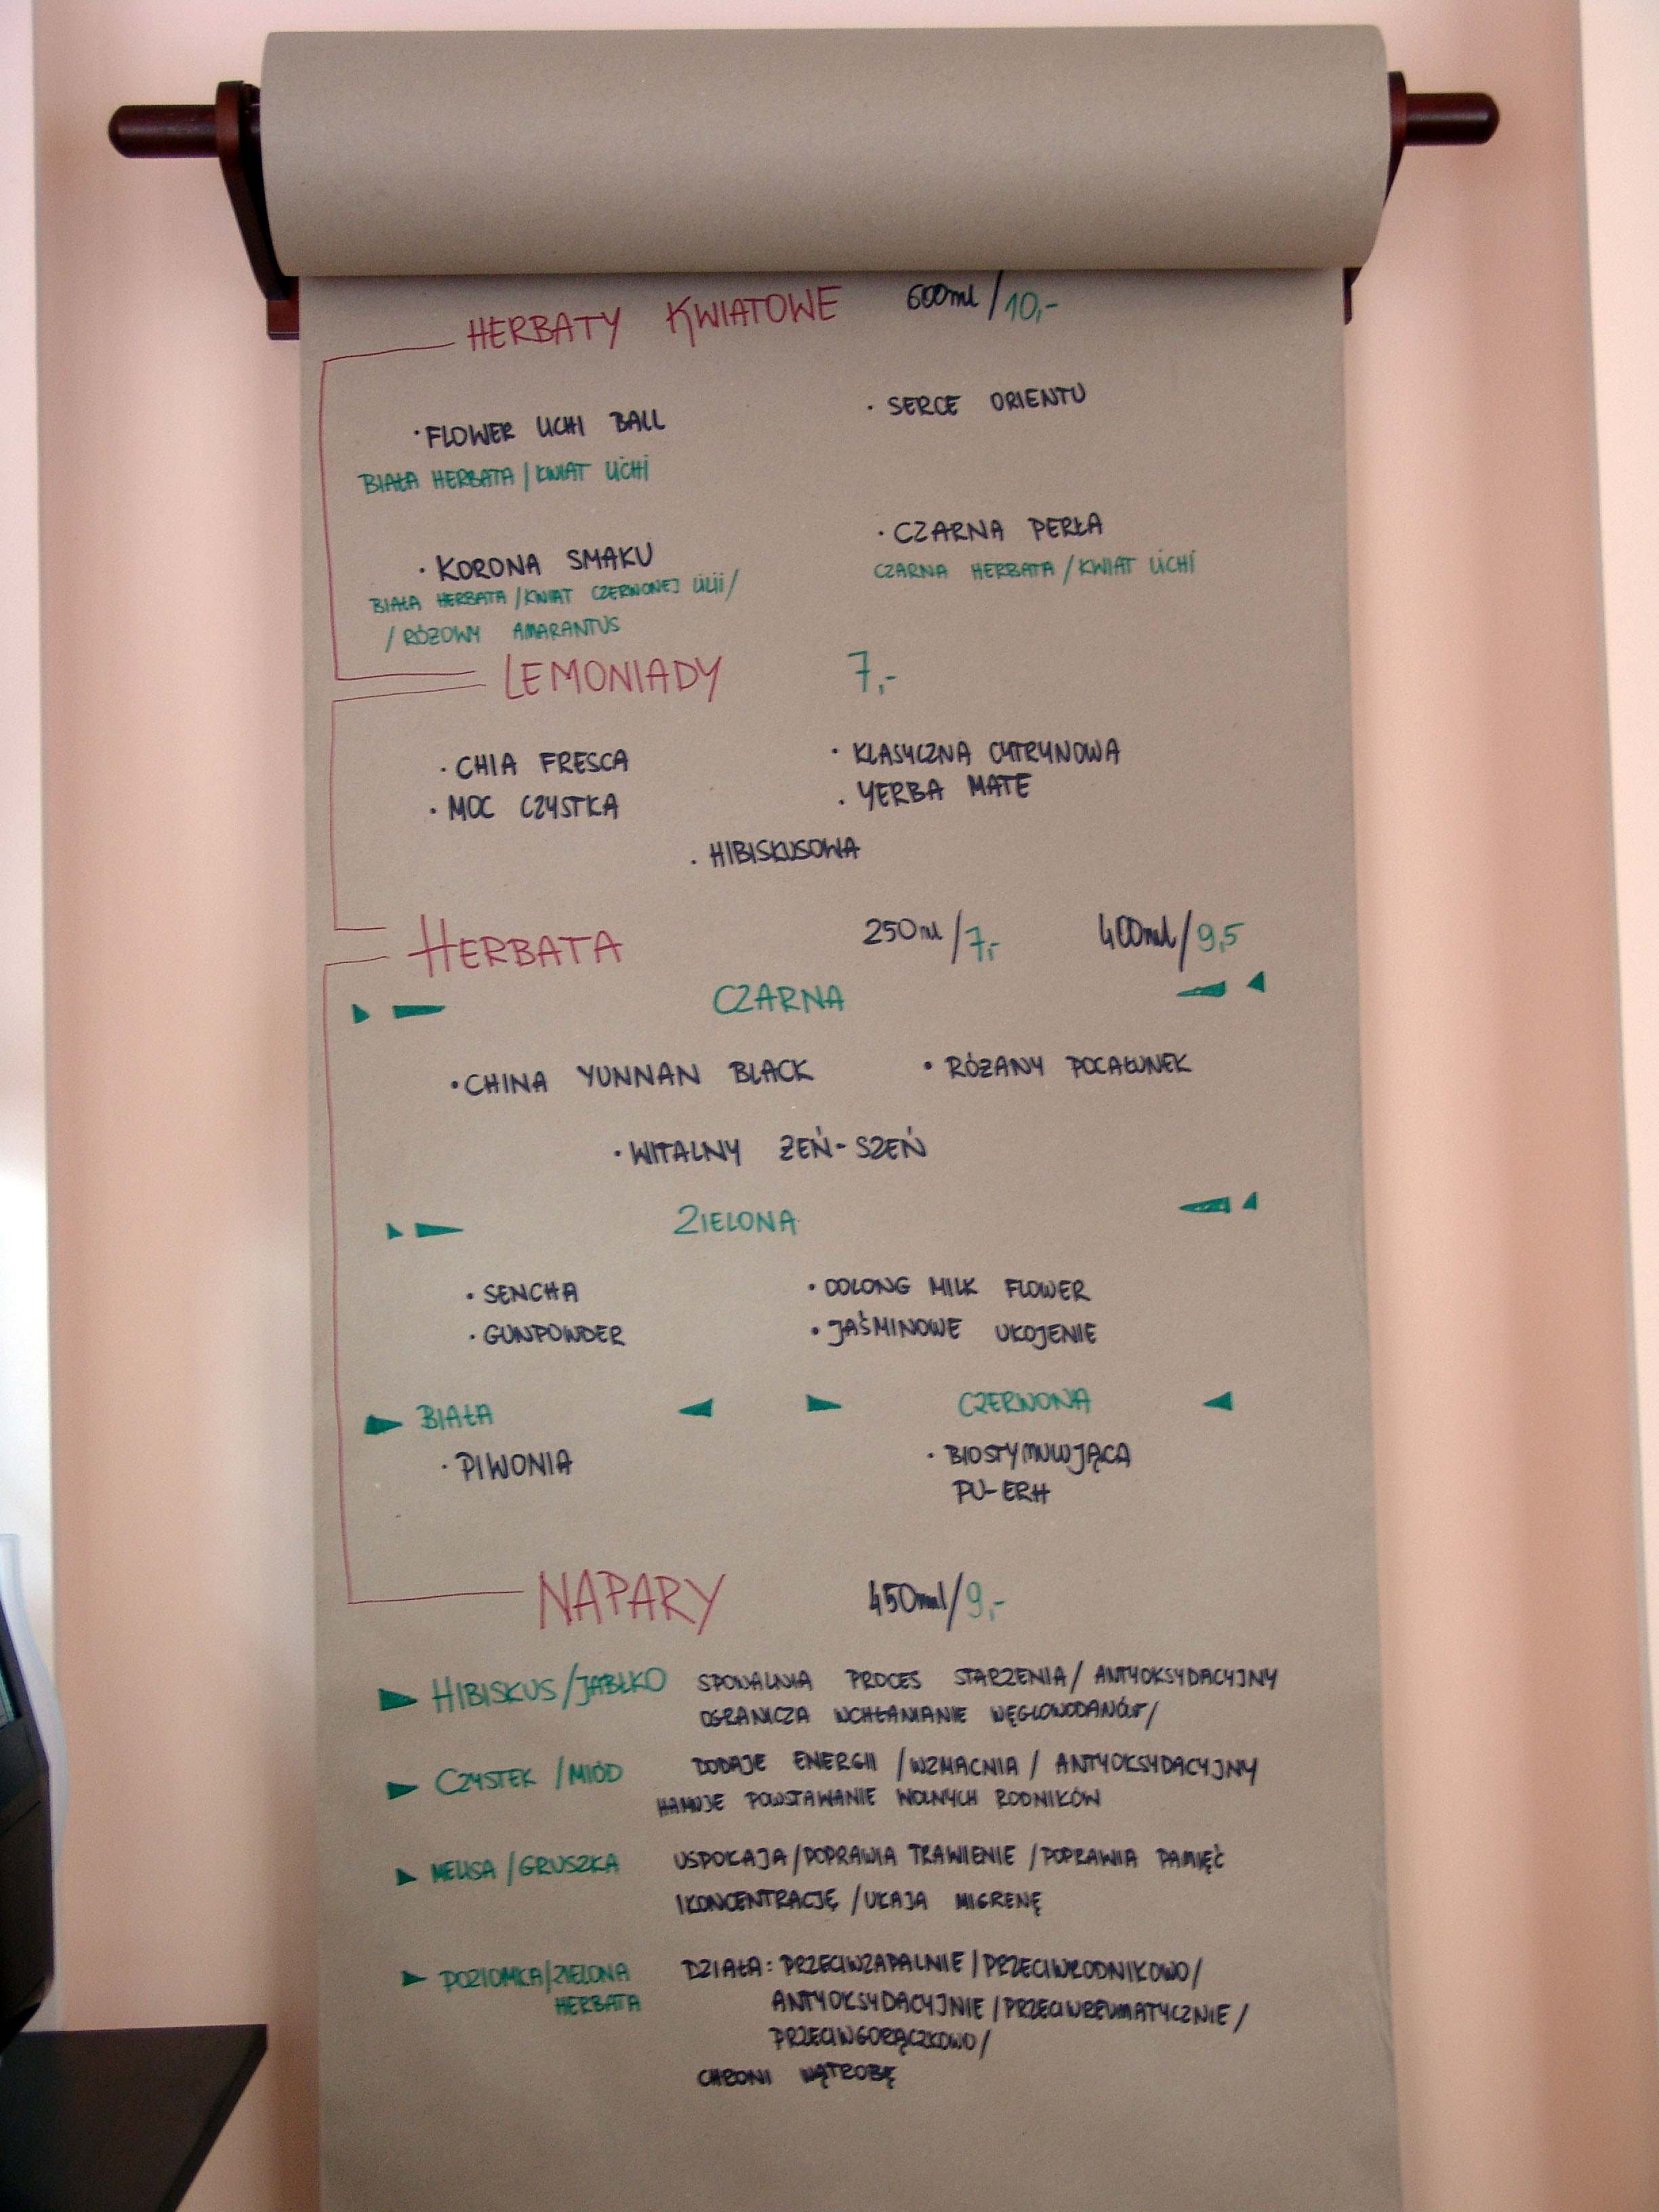 HERBATY KWIATOWE 600ml/10,-
· FLOWER LICHI BALL
BIAŁA HERBATA/KWIAT LICHI
· SERCE ORIENTU
· KORONA SMAKU
BIAŁA HERBATA/KWIAT CZERWONEJ LILII/
/RÓŻOWY AMARANTUS
· CZARNA PERŁA
CZARNA HERBATA/KWIAT LICHI
LEMONIADY 7,-
· CHIA FRESCA
· MOC CZYSTKA
· KLASYCZNA CYTRYNOWA
· YERBA MATE
· HIBISKUSOWA
HERBATA 250ml/7,- 400ml/9,5
CZARNA
· CHINA YUNNAN BLACK
· RÓŻANY POCAŁUNEK
· WITALNY ŻEŃ-SZEŃ
ZIELONA
· SENCHA
· GUNPOWDER
· OOLONG MILK FLOWER
· JAŚMINOWE UKOJENIE
BIAŁA
· PIWONIA
CZERWONA
· BIOSTYMULUJĄCA
PU-ERH
NAPARY 450ml/9,-
HIBISKUS/JABŁKO SPOWALNIA PROCES STARZENIA/ANTYOKSYDACYJNY
OGRANICZA WCHŁANIANIE WĘGLOWODANÓW/
CZYSTEK/MIÓD DODAJE ENERGII/WZMACNIA/ANTYOKSYDACYJNY
HAMUJE POWSTAWANIE WOLNYCH RODNIKÓW
MELISA/GRUSZKA USPOKAJA/POPRAWIA TRAWIENIE/POPRAWIA PAMIĘĆ
I KONCENTRACJĘ/UKAJA MIGRENĘ
POZIOMKA/ZIELONA
HERBATA
DZIAŁA: PRZECIWZAPALNIE/PRZECIWRODNIKOWO/
ANTYOKSYDACYJNIE/PRZECIWREUMATYCZNIE/
PRZECIWGORĄCZKOWO/
CHRONI WĄTROBĘ